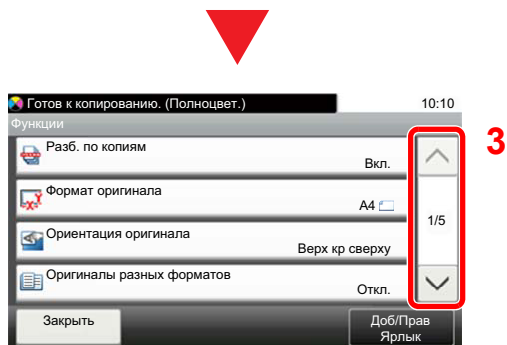 Готов к копированию. (Полноцвет.)
10:10
Функции
3
Разб. по копиям
Вкл.
Формат оригинала
A4
1/5
Ориентация оригинала
Верх кр сверху
Оригиналы разных форматов
Откл.
Закрыть
Доб/Прав
Ярлык